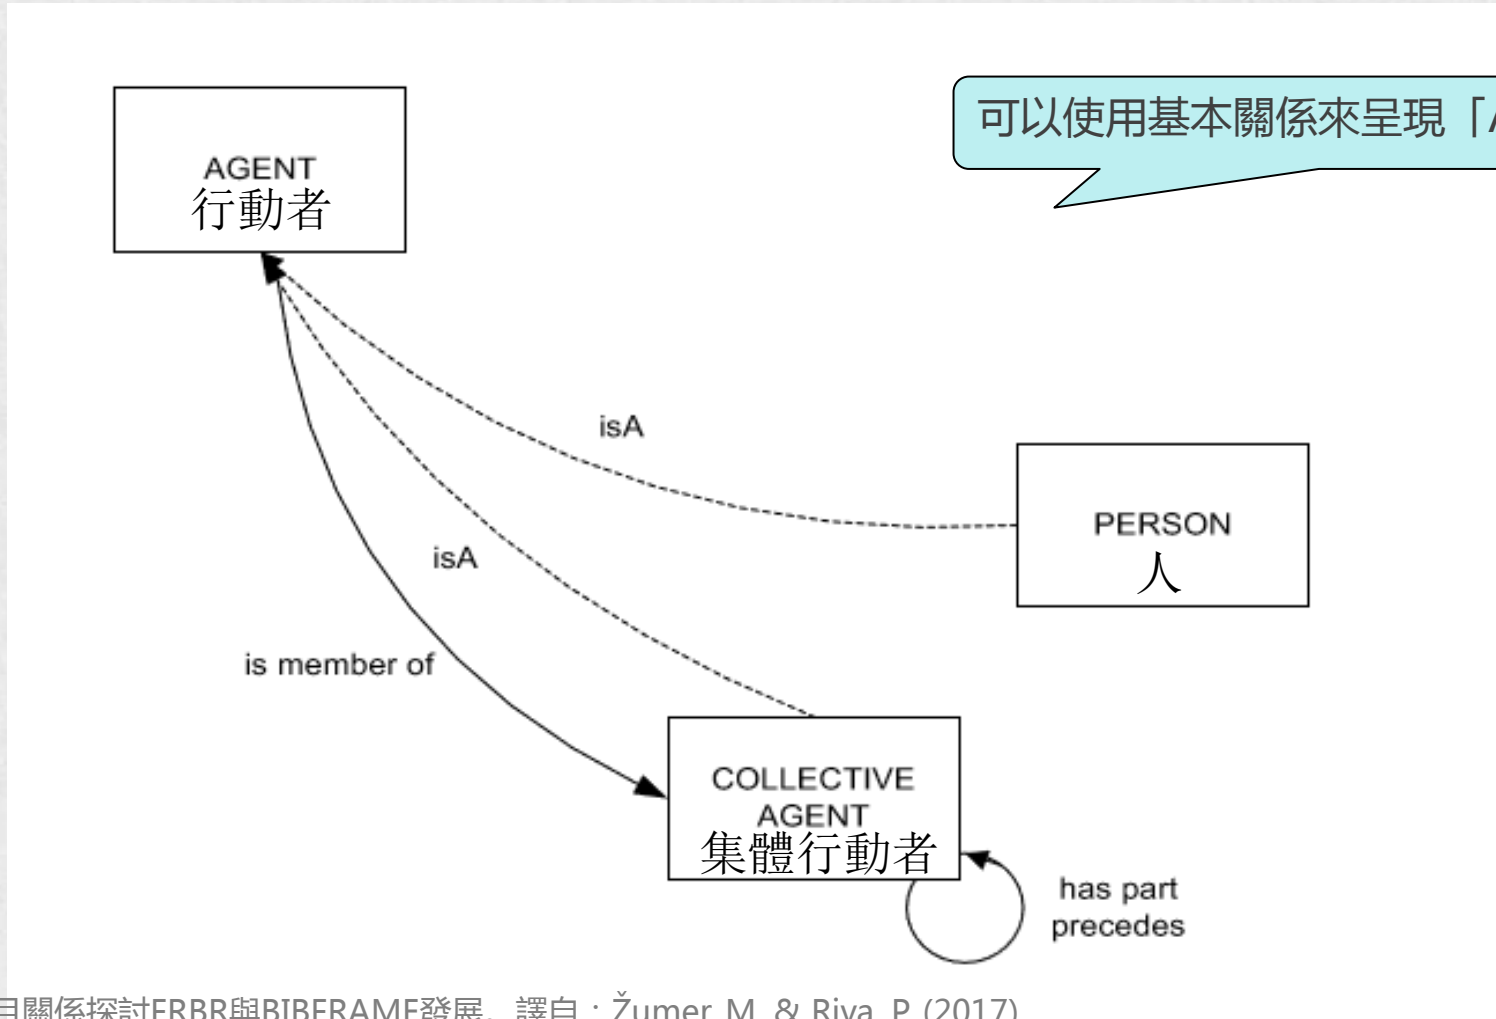 可以使用基本關係來呈現「A
AGENT
行動者
isA
PERSON
人
isA
is member of
COLLECTIVE
AGENT
集體行動者
has part
precedes
關係探討FRBR與BIBFRAME發展. 譯自：Žumer, M. & Riva, P. (2017)